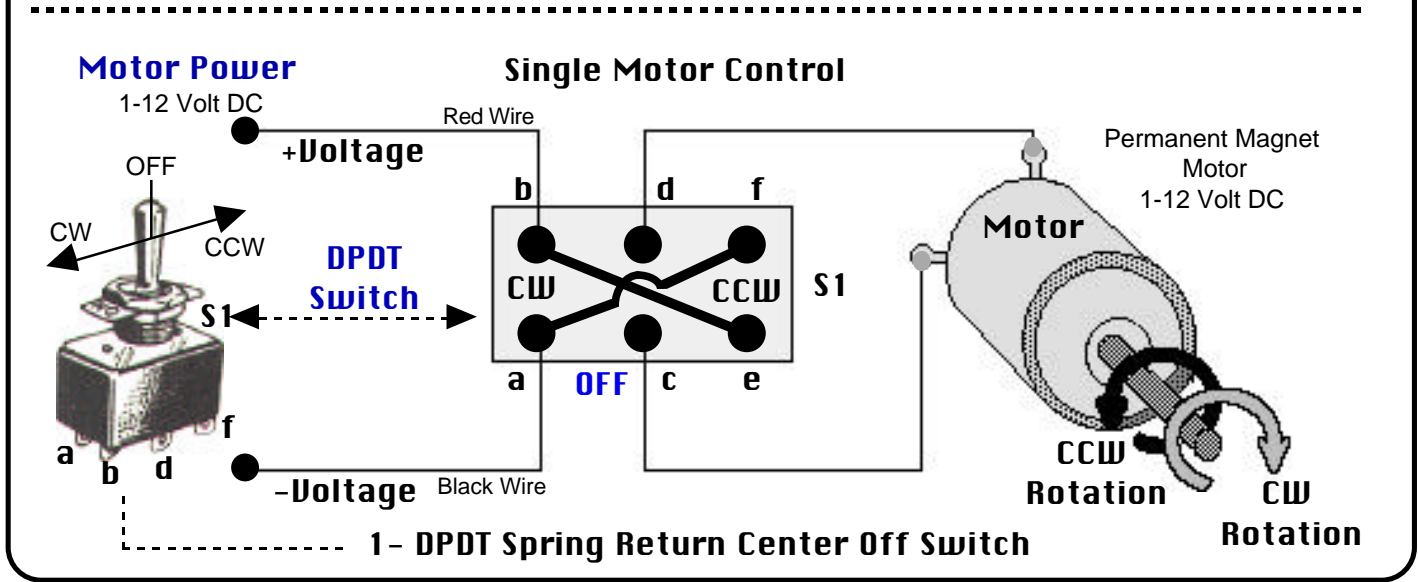 Motor Power
1-12 Volt DC
Single Motor Control
Red Wire
+Voltage
Permanent Magnet
Motor
1-12 Volt DC
OFF
CW
CCW
b
d
f
Motor
DPDT
Switch
CW
CCW
S1
S1
a
OFF
c
e
f
a
b
d
-Voltage
Black Wire
CCW
Rotation
CW
Rotation
1- DPDT Spring Return Center Off Switch